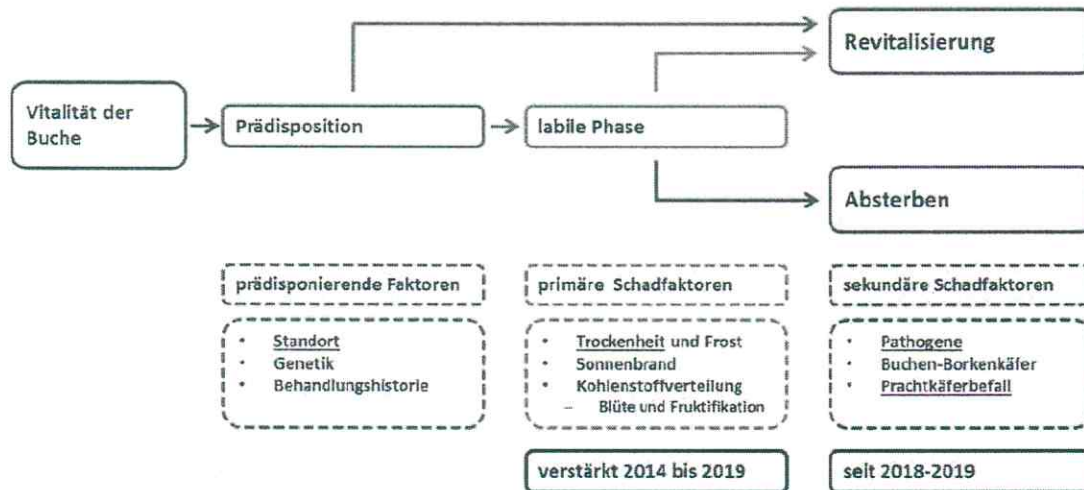 Revitalisierung
Vitalität der
Buche
Prädisposition
labile Phase
Absterben
prädisponierende Faktoren
primäre Schadfaktoren
sekundäre Schadfaktoren
• Standort
• Genetik
• Behandlungshistorie
• Trockenheit und Frost
• Sonnenbrand
• Kohlenstoffverteilung
– Blüte und Fruktifikation
• Pathogene
• Buchen-Borkenkäfer
• Prachtkäferbefall
verstärkt 2014 bis 2019
seit 2018-2019